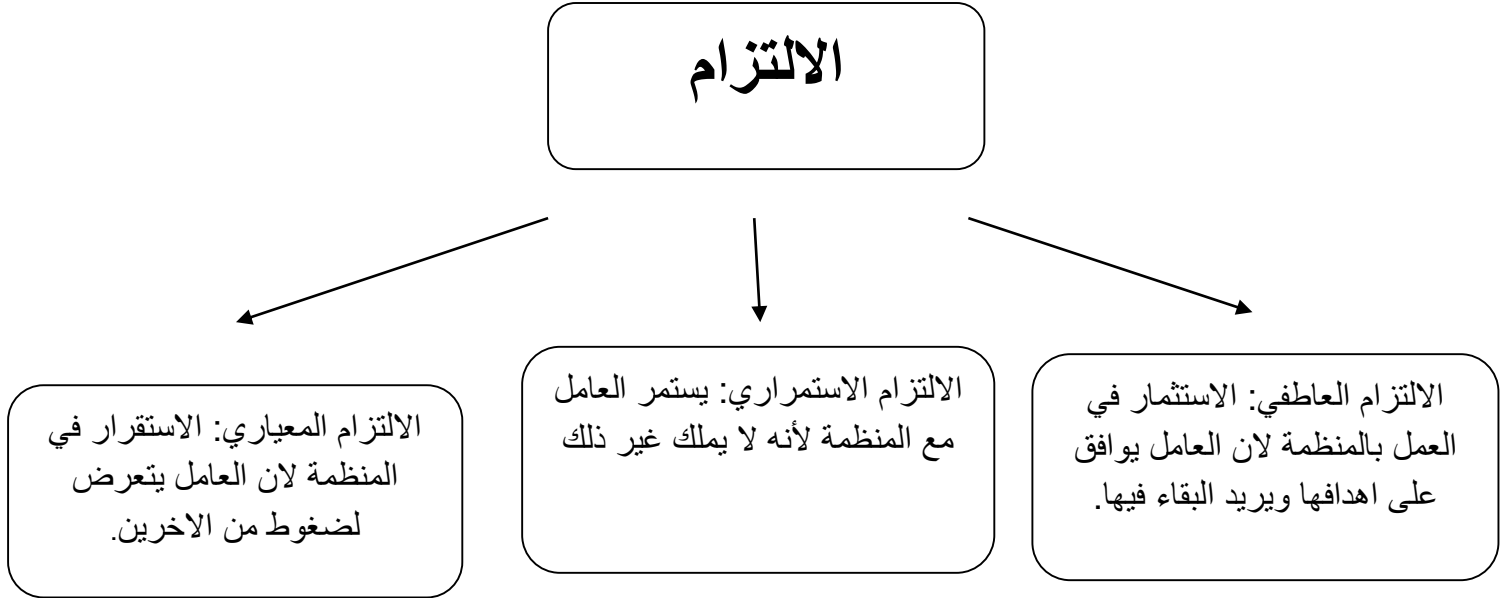 الالتزام
الالتزام العاطفي: الاستثمار في
العمل بالمنظمة لان العامل يوافق
على اهدافها ويريد البقاء فيها.
الالتزام الاستمراري: يستمر العامل
مع المنظمة لأنه لا يملك غير ذلك
الالتزام المعياري: الاستقرار في
المنظمة لان العامل يتعرض
لضغوط من الاخرين.